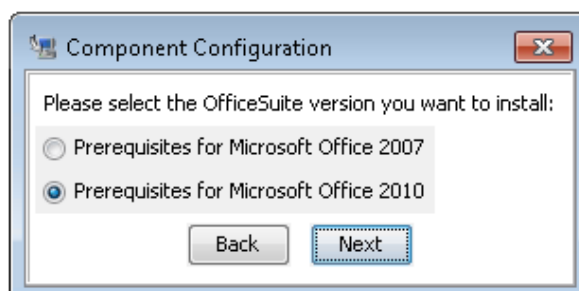 Component Configuration
Please select the OfficeSuite version you want to install:
Prerequisites for Microsoft Office 2007
Prerequisites for Microsoft Office 2010
Back Next